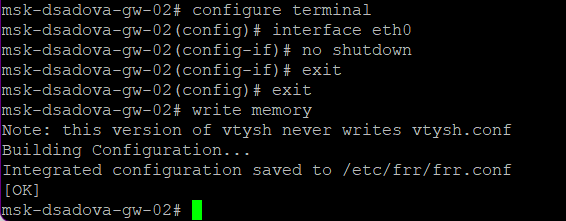 msk-dsadova-gw-02# configure terminal
msk-dsadova-gw-02(config)# interface eth0
msk-dsadova-gw-02(config-if)# no shutdown
msk-dsadova-gw-02(config-if)# exit
msk-dsadova-gw-02(config)# exit
msk-dsadova-gw-02# write memory
Note: this version of vtysh never writes vtysh.conf
Building Configuration...
Integrated configuration saved to /etc/frr/frr.conf
[OK]
msk-dsadova-gw-02#